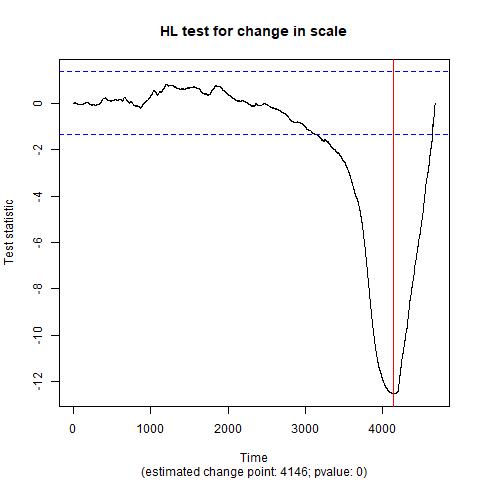 HL test for change in scale
Test statistic
0
-2
-4
-6
-8
-10
-12
0 1000 2000 3000 4000
Time
(estimated change point: 4146; pvalue: 0)